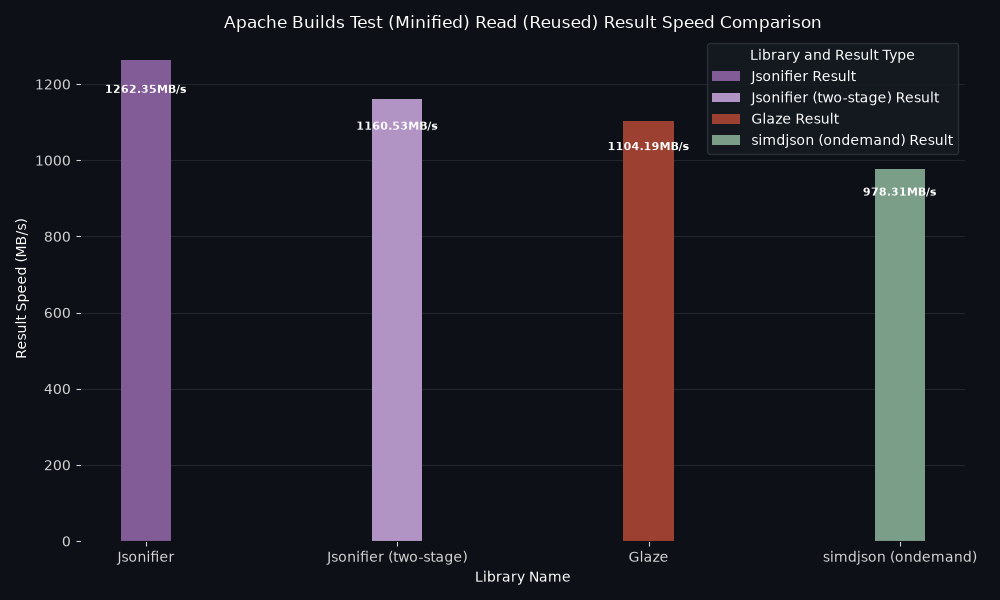 Apache Builds Test (Minified) Read (Reused) Result Speed Comparison
Library and Result Type
Jsonifier Result
Jsonifier (two-stage) Result
Glaze Result
simdjson (ondemand) Result
Result Speed (MB/s)
1200
1000
800
600
400
200
0
1262.35MB/s
1160.53MB/s
1104.19MB/s
978.31MB/s
Jsonifier
Jsonifier (two-stage)
Glaze
simdjson (ondemand)
Library Name